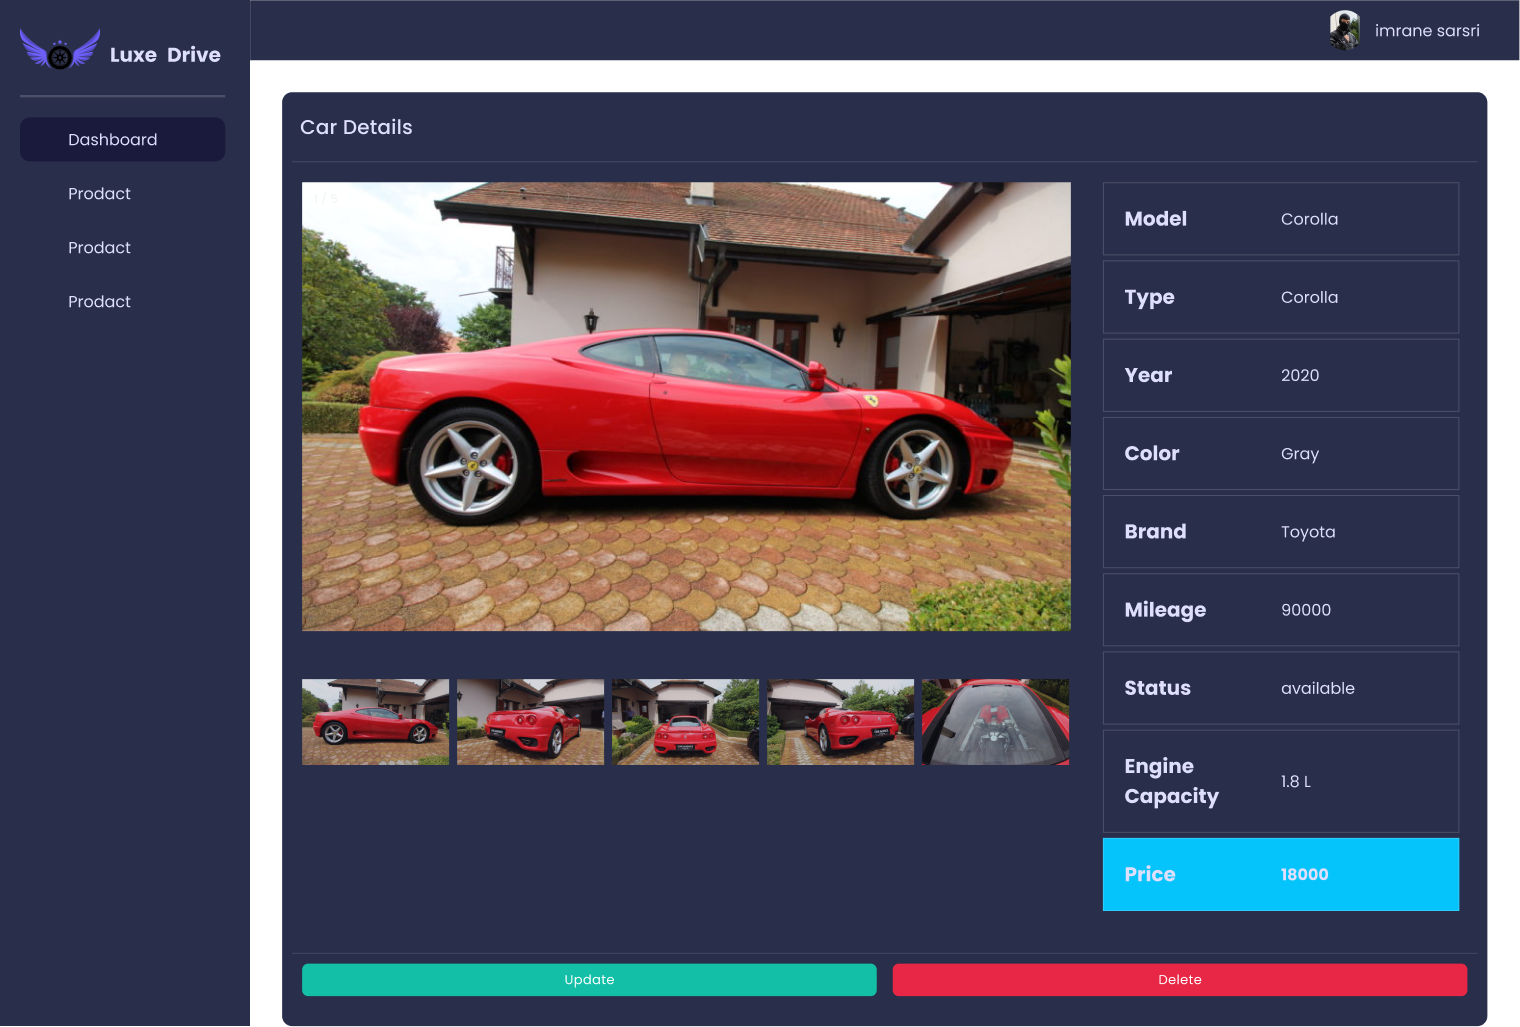 Luxe Drive
imrane sarsri
Dashboard
Prodact
Prodact
Prodact
Car Details
1 / 5
Model Corolla
Type Corolla
Year 2020
Color Gray
Brand Toyota
Mileage 90000
Status available
Engine
Capacity
1.8 L
Price 18000
Update
Delete